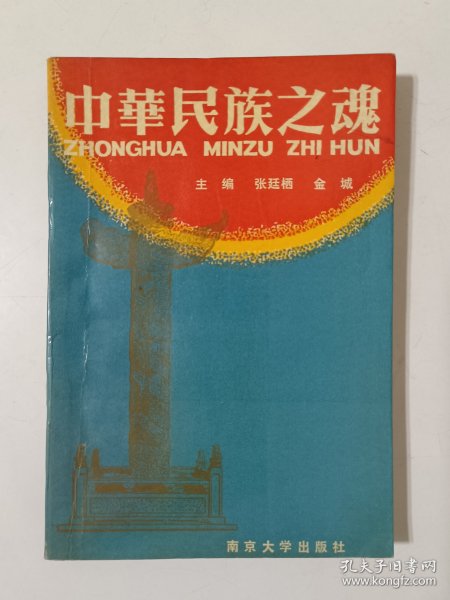 中華民族之魂
ZHONGHUA MINZU ZHI HUN
主编 张廷栖 金城
南京大学出版社
孔夫子旧书网
www.kongfz.com